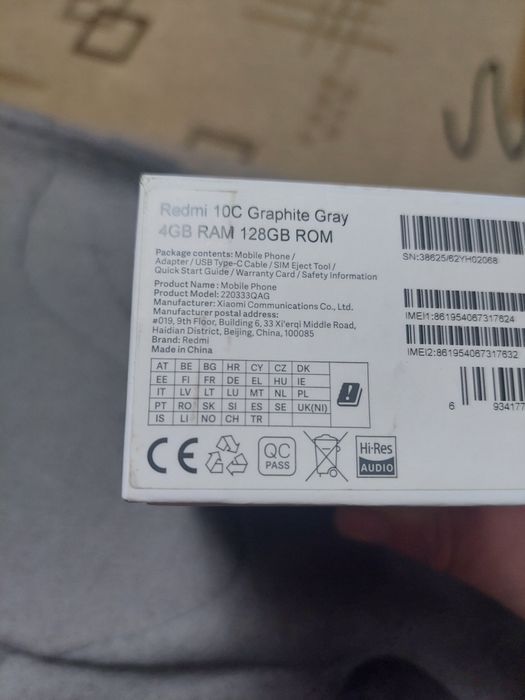 Redmi 10C Graphite Gray
4GB RAM 128GB ROM
Package contents: Mobile Phone /
Adapter / USB Type-C Cable / SIM Eject Tool /
Quick Start Guide / Warranty Card / Safety Information
Product Name: Mobile Phone
Product Model: 220333QAG
Manufacturer: Xiaomi Communications Co., Ltd.
Manufacturer postal address:
#019, 9th Floor, Building 6, 33 Xi'erqi Middle Road,
Haidian District, Beijing, China, 100085
Brand: Redmi
Made in China
AT BE BG HR CY CZ DK
EE FI FR DE EL HU IE
IT LV LT LU MT NL PL
PT RO SK SI ES SE UK(NI)
IS LI NO CH TR
CE
QC
PASS
Hi-Res
AUDIO
SN:38625/62YH02068
IMEI1:861954067317624
IMEI2:861954067317632
6 934177